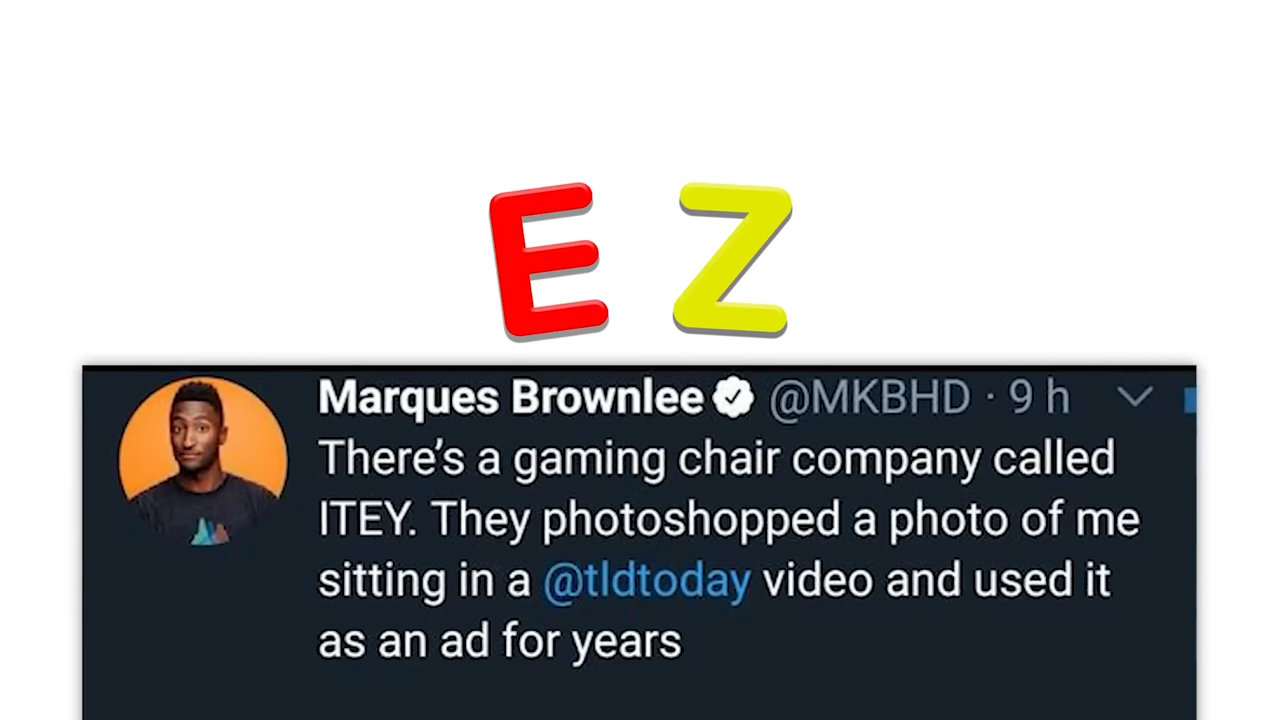 E Z
Marques Brownlee @MKBHD · 9 h
There’s a gaming chair company called
ITEY. They photoshopped a photo of me
sitting in a @tldtoday video and used it
as an ad for years